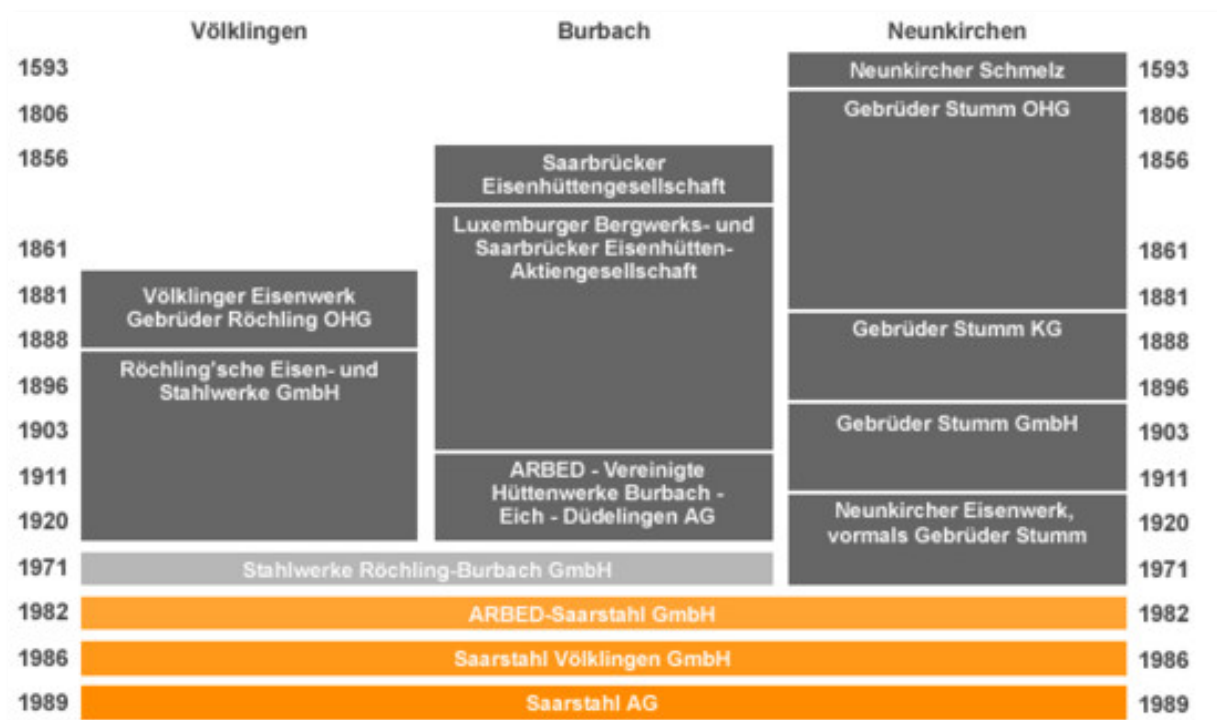 Völklingen Burbach Neunkirchen
1593 Neunkircher Schmelz 1593
1806 Gebrüder Stumm OHG 1806
1856 Saarbrücker 1856
Eisenhüttengesellschaft
Luxemburger Bergwerks- und
1861 Saarbrücker Eisenhütten- 1861
Aktiengesellschaft
1881 Völklinger Eisenwerk 1881
Gebrüder Röchling OHG
1888 Gebrüder Stumm KG 1888
Röchling'sche Eisen- und
1896 Stahlwerke GmbH 1896
1903 Gebrüder Stumm GmbH 1903
1911 ARBED - Vereinigte 1911
Hüttenwerke Burbach -
Eich - Düdelingen AG
1920 Neunkircher Eisenwerk, 1920
vormals Gebrüder Stumm
1971 Stahlwerke Röchling-Burbach GmbH 1971
1982 ARBED-Saarstahl GmbH 1982
1986 Saarstahl Völklingen GmbH 1986
1989 Saarstahl AG 1989